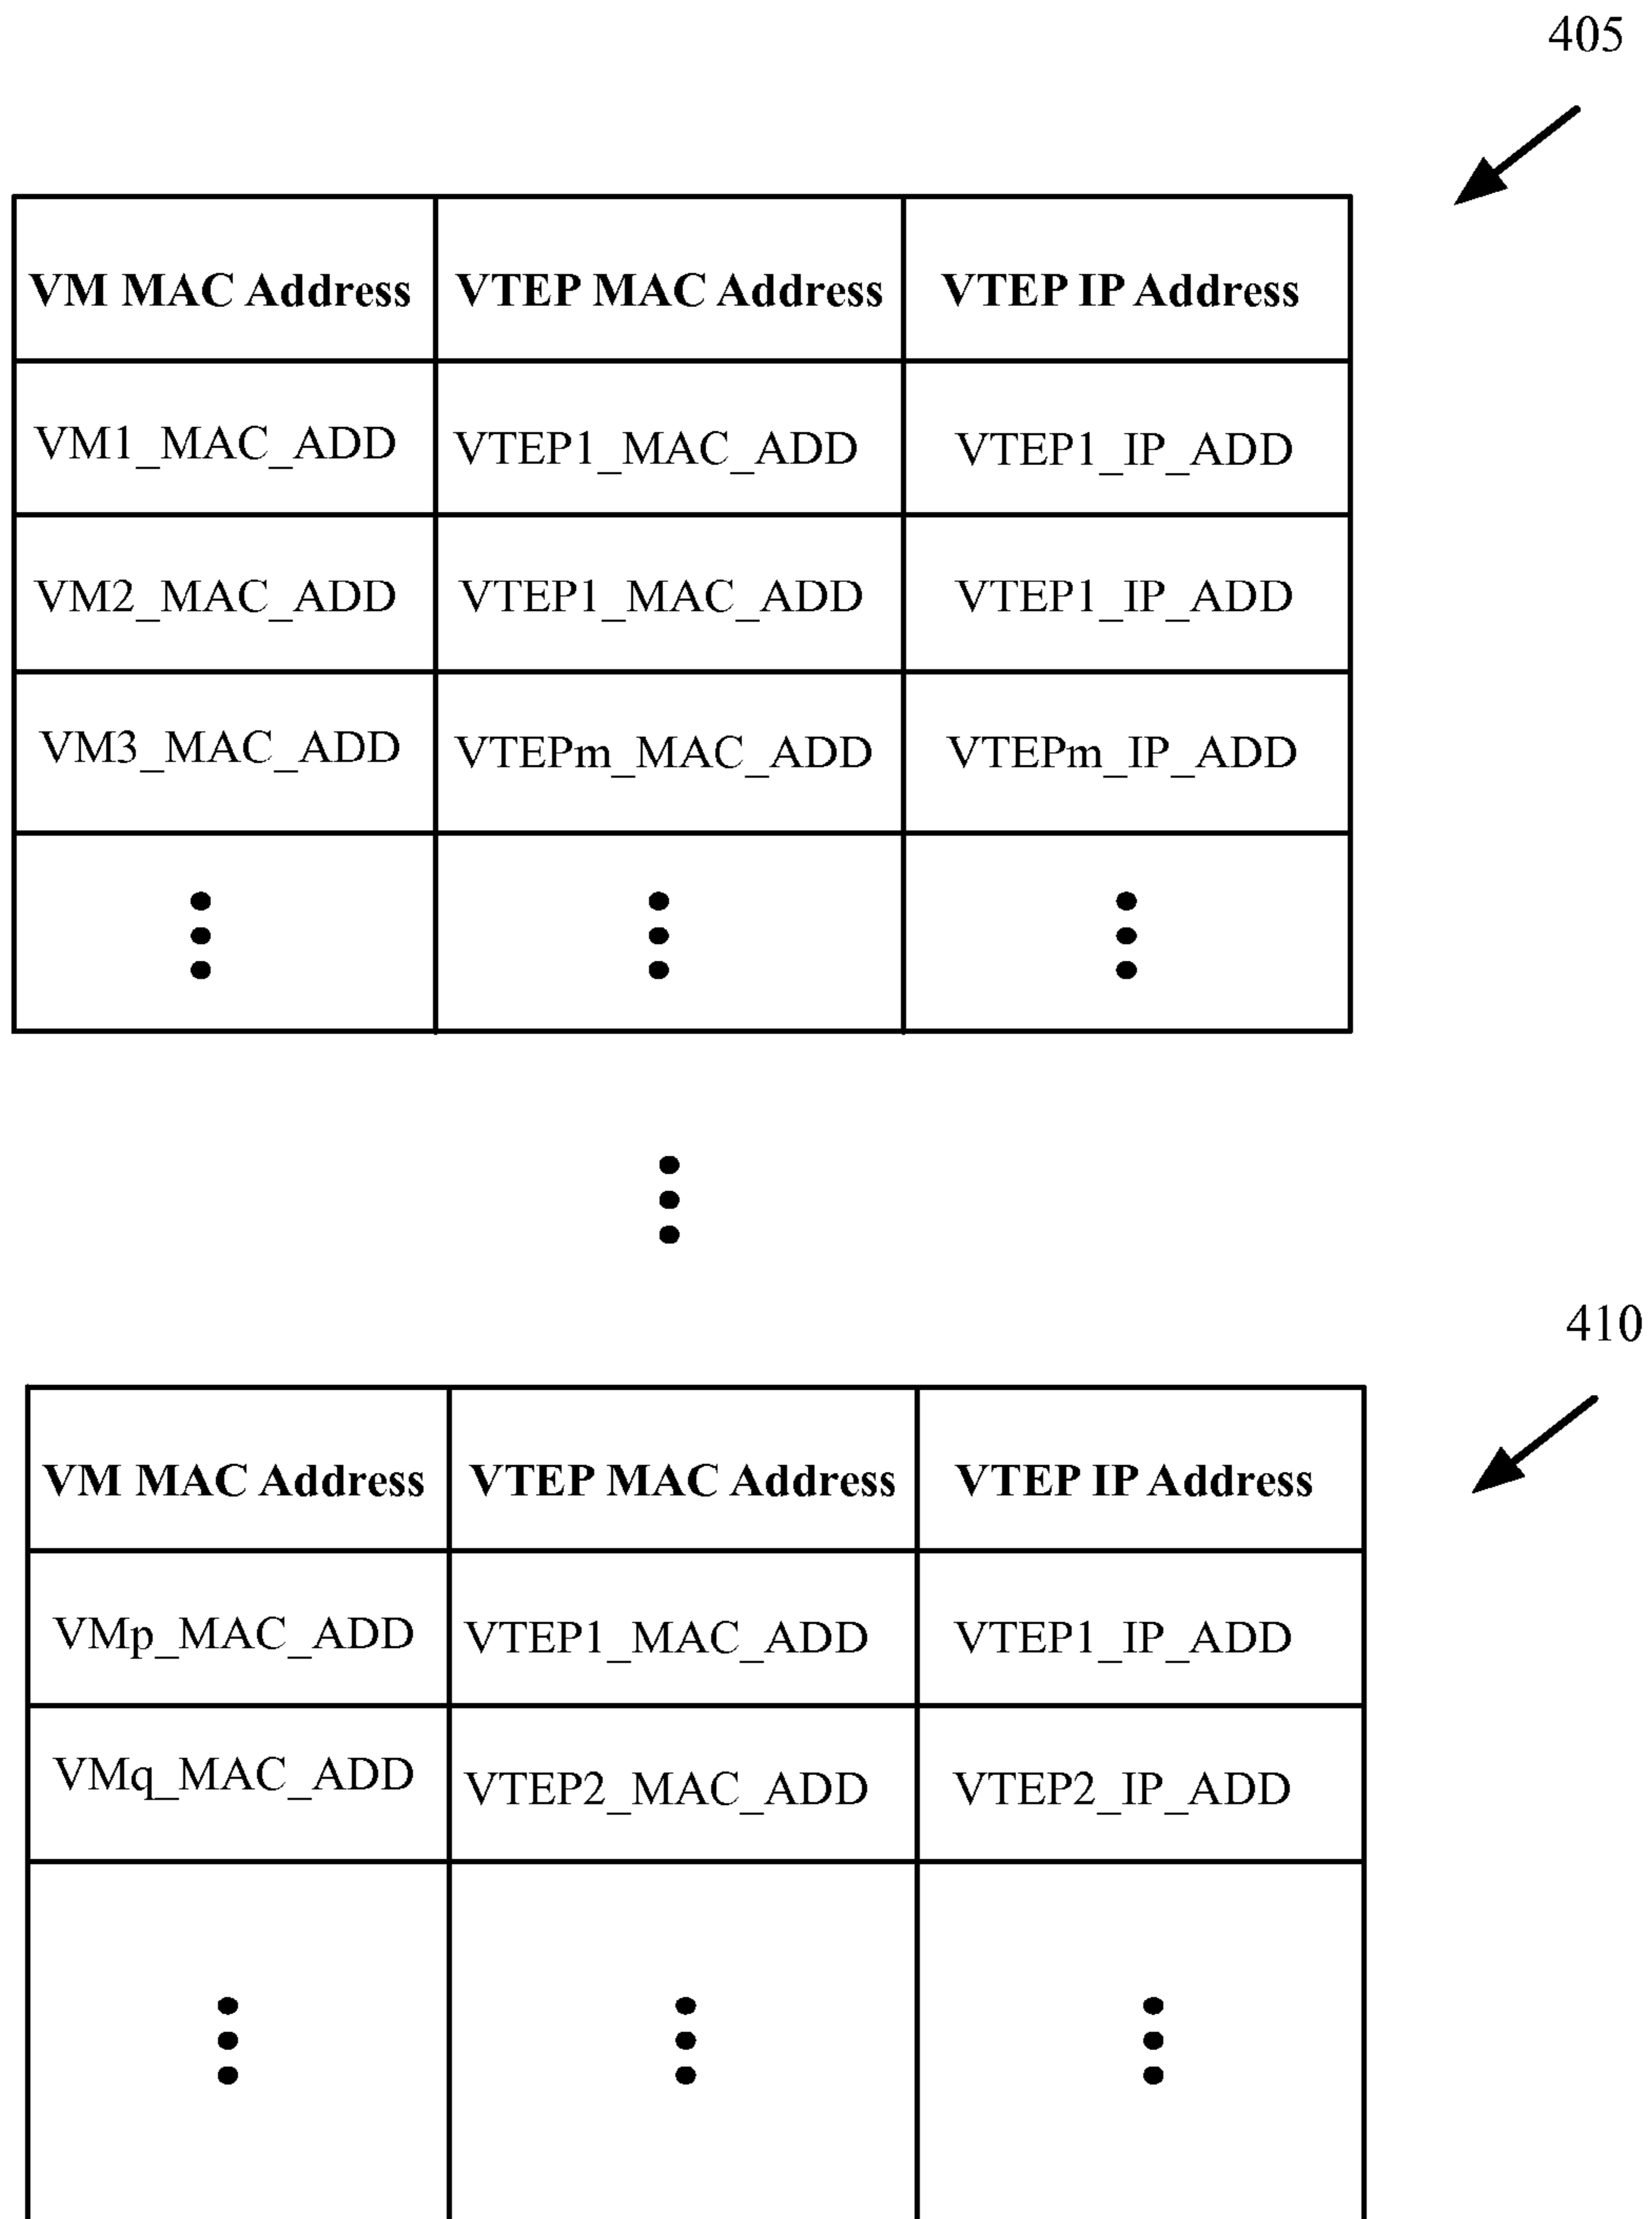 405
VM MAC Address VTEP MAC Address VTEP IP Address
VM1_MAC_ADD VTEP1_MAC_ADD VTEP1_IP_ADD
VM2_MAC_ADD VTEP1_MAC_ADD VTEP1_IP_ADD
VM3_MAC_ADD VTEPm_MAC_ADD VTEPm_IP_ADD
410
VM MAC Address VTEP MAC Address VTEP IP Address
VMp_MAC_ADD VTEP1_MAC_ADD VTEP1_IP_ADD
VMq_MAC_ADD VTEP2_MAC_ADD VTEP2_IP_ADD